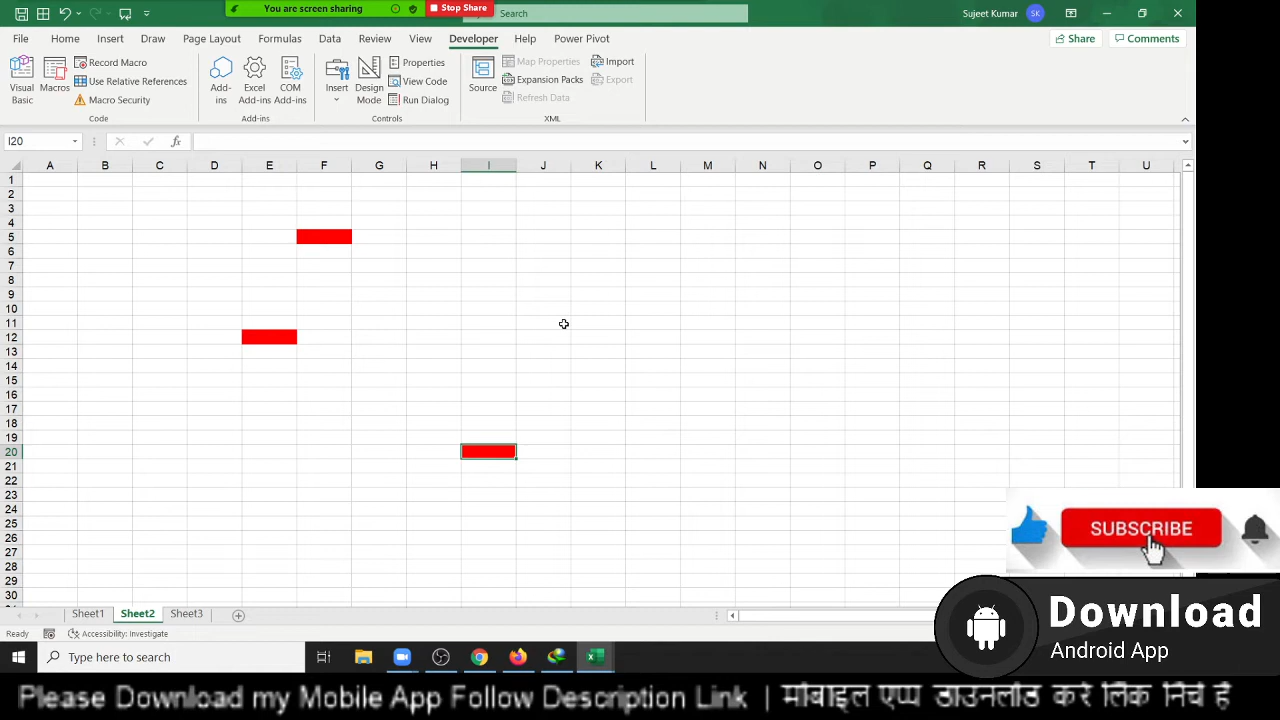 You are screen sharing
Stop Share
Search
Sujeet Kumar
SK
File
Home
Insert
Draw
Page Layout
Formulas
Data
Review
View
Developer
Help
Power Pivot
Share
Comments
Visual Basic
Macros
Record Macro
Use Relative References
Macro Security
Code
Add-ins
Excel Add-ins
COM Add-ins
Add-ins
Insert
Design Mode
Properties
View Code
Run Dialog
Controls
Source
Map Properties
Expansion Packs
Refresh Data
Import
Export
XML
I20
fx
A B C D E F G H I J K L M N O P Q R S T U
1
2
3
4
5
6
7
8
9
10
11
12
13
14
15
16
17
18
19
20
21
22
23
24
25
26
27
28
29
30
SUBSCRIBE
Sheet1
Sheet2
Sheet3
Ready
Accessibility: Investigate
Download
Android App
Type here to search
Please Download my Mobile App Follow Description Link | मोबाइल एप्प डाउनलोड करे लिंक निचे है